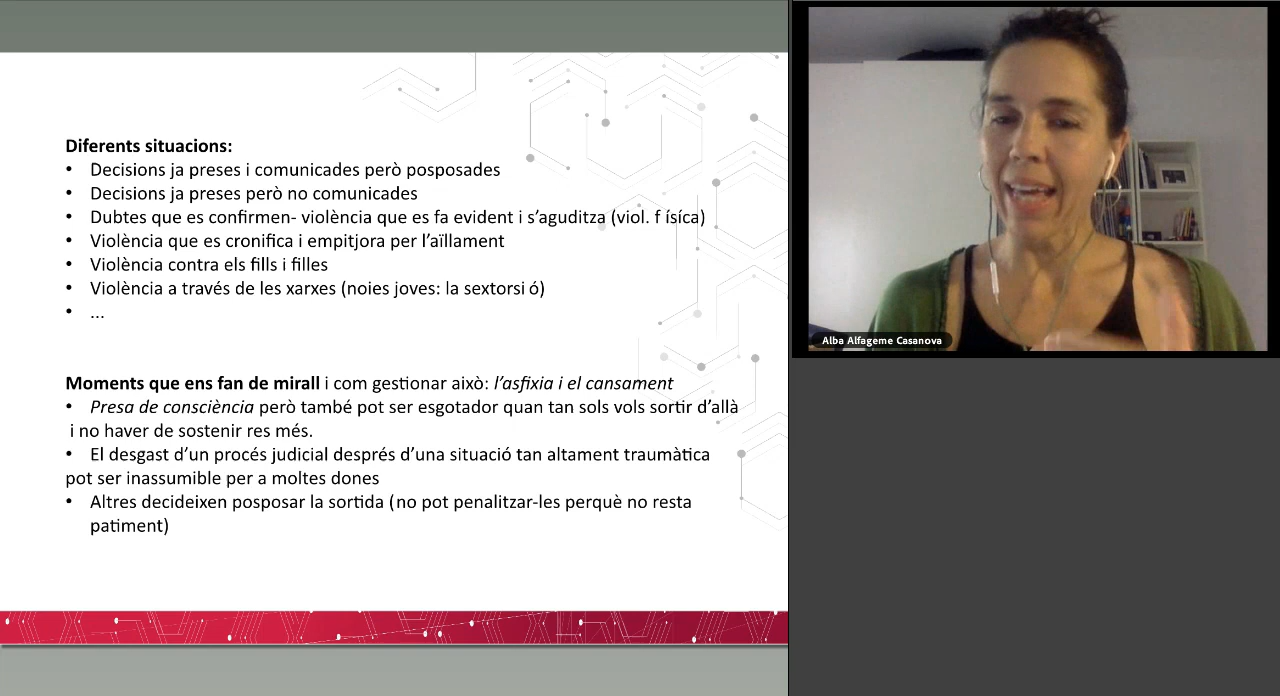 Diferents situacions:
• Decisions ja preses i comunicades però posposades
• Decisions ja preses però no comunicades
• Dubtes que es confirmen- violència que es fa evident i s’aguditza (viol. f ísíca)
• Violència que es cronifica i empitjora per l’aïllament
• Violència contra els fills i filles
• Violència a través de les xarxes (noies joves: la sextorsi ó)
• ...
Moments que ens fan de mirall i com gestionar això: l’asfixia i el cansament
• Presa de consciència però també pot ser esgotador quan tan sols vols sortir d’allà
i no haver de sostenir res més.
• El desgast d’un procés judicial després d’una situació tan altament traumàtica
pot ser inassumible per a moltes dones
• Altres decideixen posposar la sortida (no pot penalitzar-les perquè no resta
patiment)
Alba Alfageme Casanova